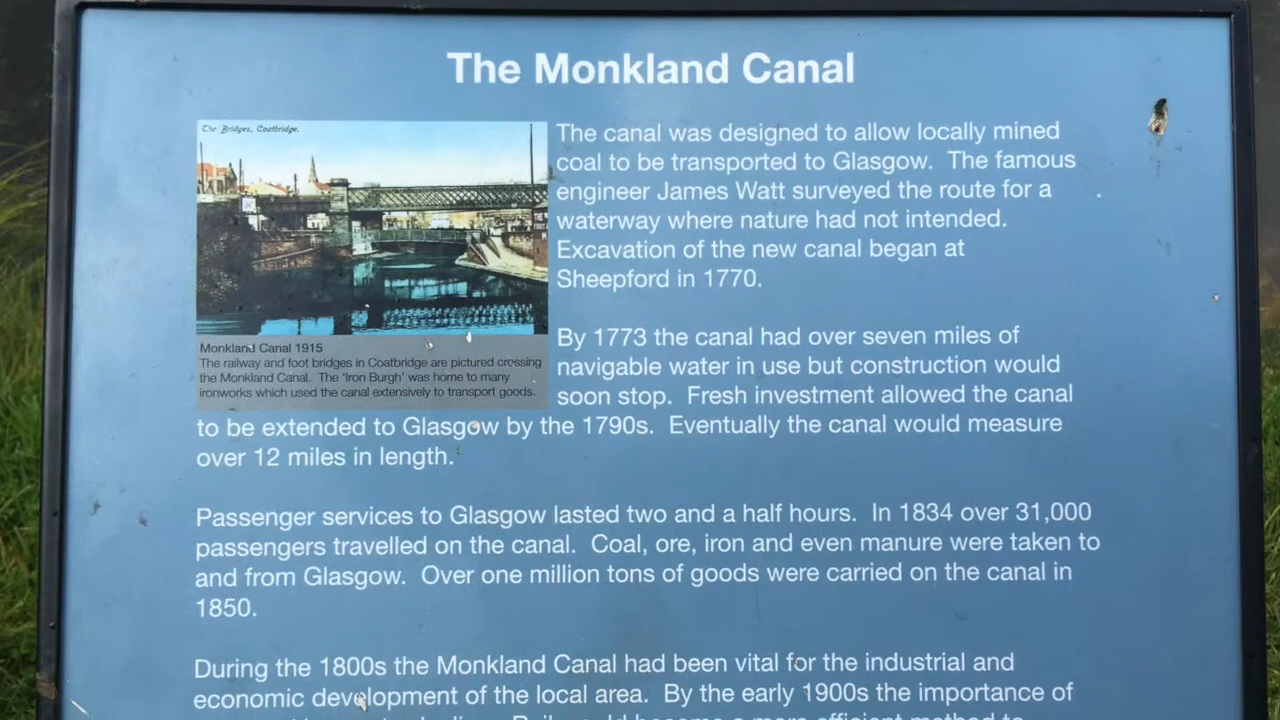 The Monkland Canal
The Bridges, Coatbridge.
The canal was designed to allow locally mined
coal to be transported to Glasgow.  The famous
engineer James Watt surveyed the route for a
waterway where nature had not intended.
Excavation of the new canal began at
Sheepford in 1770.
Monkland Canal 1915
The railway and foot bridges in Coatbridge are pictured crossing
the Monkland Canal.  The 'Iron Burgh' was home to many
ironworks which used the canal extensively to transport goods.
By 1773 the canal had over seven miles of
navigable water in use but construction would
soon stop.  Fresh investment allowed the canal
to be extended to Glasgow by the 1790s.  Eventually the canal would measure
over 12 miles in length.
Passenger services to Glasgow lasted two and a half hours.  In 1834 over 31,000
passengers travelled on the canal.  Coal, ore, iron and even manure were taken to
and from Glasgow.  Over one million tons of goods were carried on the canal in
1850.
During the 1800s the Monkland Canal had been vital for the industrial and
economic development of the local area.  By the early 1900s the importance of